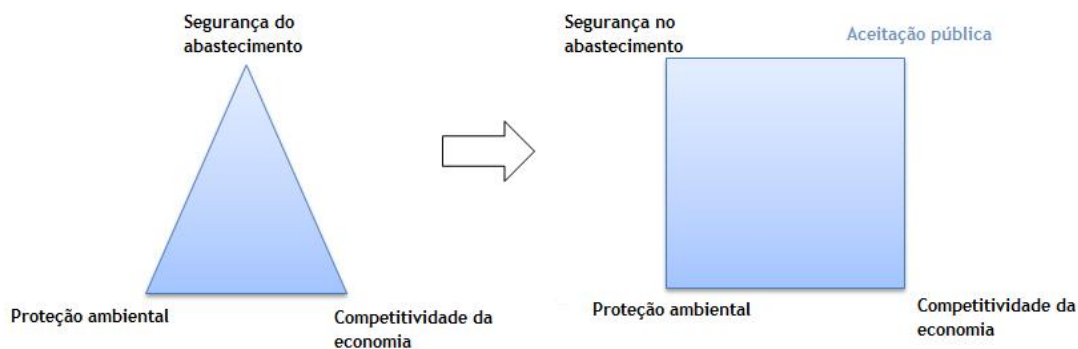 Segurança do
abastecimento
Proteção ambiental
Competitividade da
economia
Segurança no
abastecimento
Aceitação pública
Proteção ambiental
Competitividade da
economia